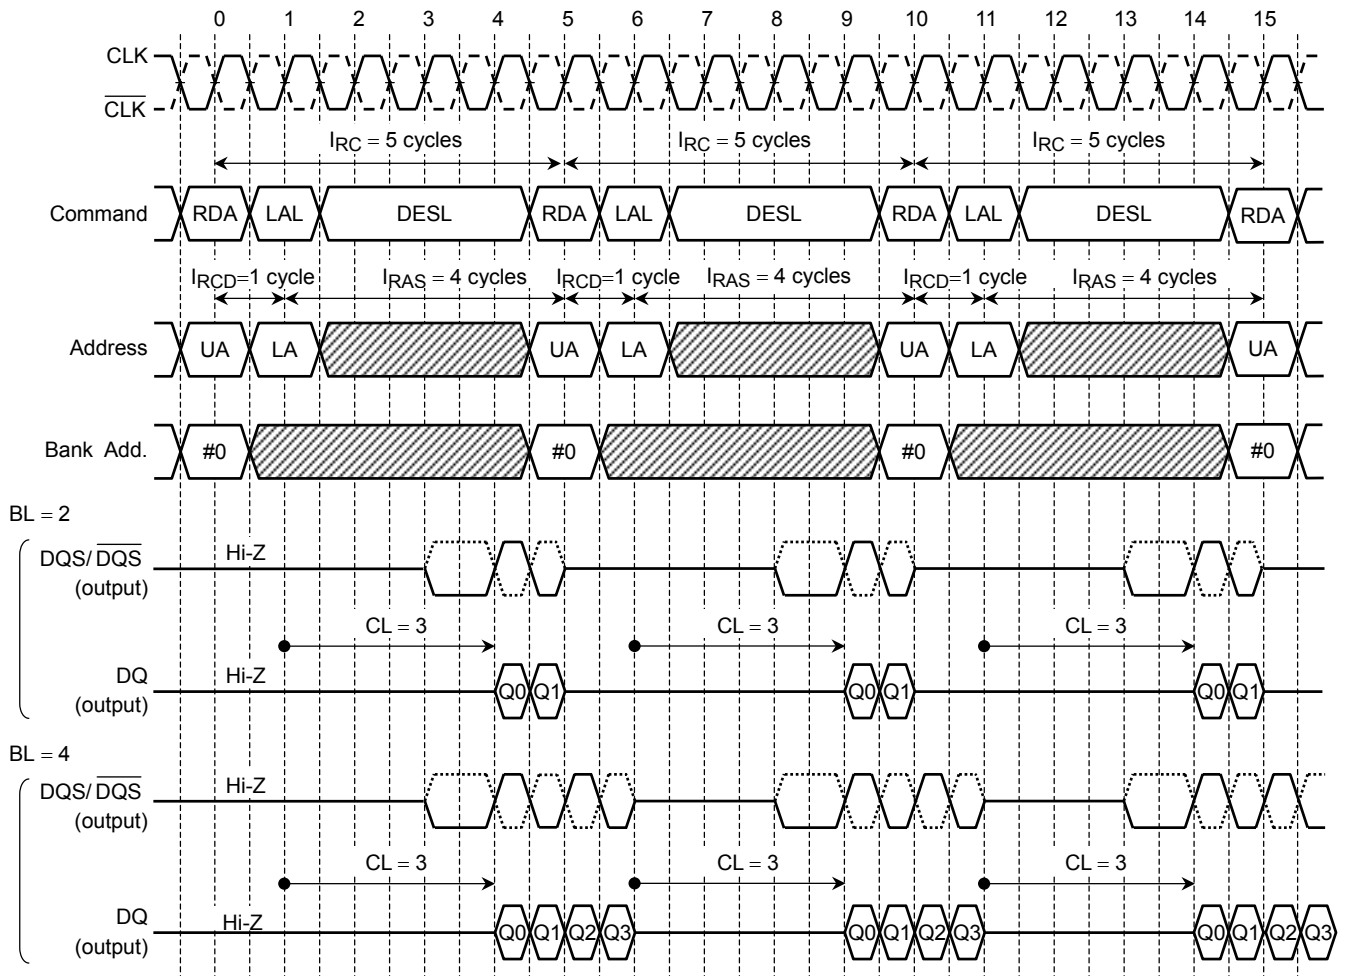 0 1 2 3 4 5 6 7 8 9 10 11 12 13 14 15
CLK
CLK
IRC = 5 cycles IRC = 5 cycles IRC = 5 cycles
Command RDA LAL DESL RDA LAL DESL RDA LAL DESL RDA
IRCD=1 cycle IRAS = 4 cycles IRCD=1 cycle IRAS = 4 cycles IRCD=1 cycle IRAS = 4 cycles
Address UA LA UA LA UA LA UA
Bank Add. #0 #0 #0 #0
BL = 2
DQS/DQS Hi-Z
(output)
CL = 3 CL = 3 CL = 3
DQ Hi-Z Q0 Q1 Q0 Q1 Q0 Q1
(output)
BL = 4
DQS/DQS Hi-Z
(output)
CL = 3 CL = 3 CL = 3
DQ Hi-Z Q0 Q1 Q2 Q3 Q0 Q1 Q2 Q3 Q0 Q1 Q2 Q3
(output)